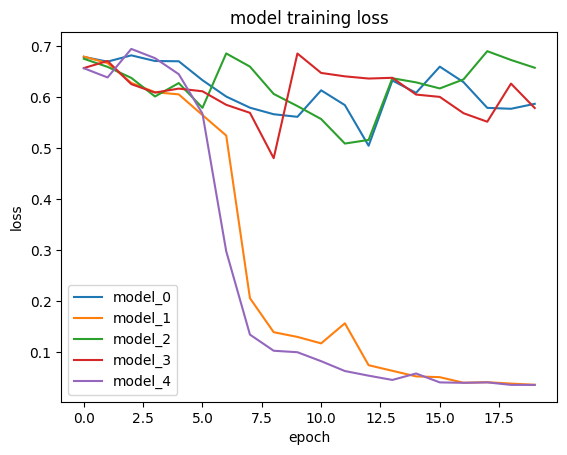 model training loss
0.7
0.6
0.5
0.4
0.3
0.2
0.1
loss
model_0
model_1
model_2
model_3
model_4
0.0 2.5 5.0 7.5 10.0 12.5 15.0 17.5
epoch